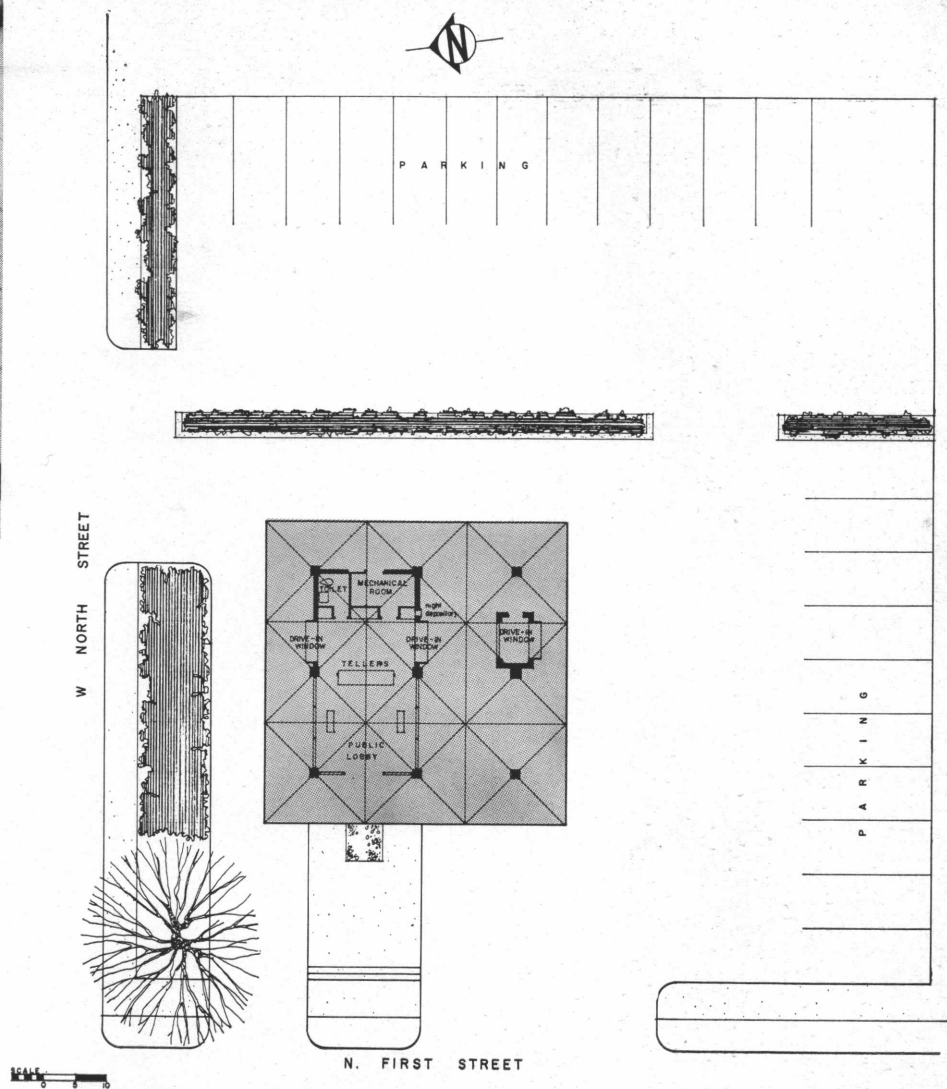 N
PARKING
W NORTH STREET
TOILET
MECHANICAL
ROOM
night
depository
DRIVE-IN
WINDOW
DRIVE-IN
WINDOW
DRIVE-IN
WINDOW
TELLERS
PUBLIC
LOBBY
PARKING
N. FIRST STREET
SCALE
0 5 10